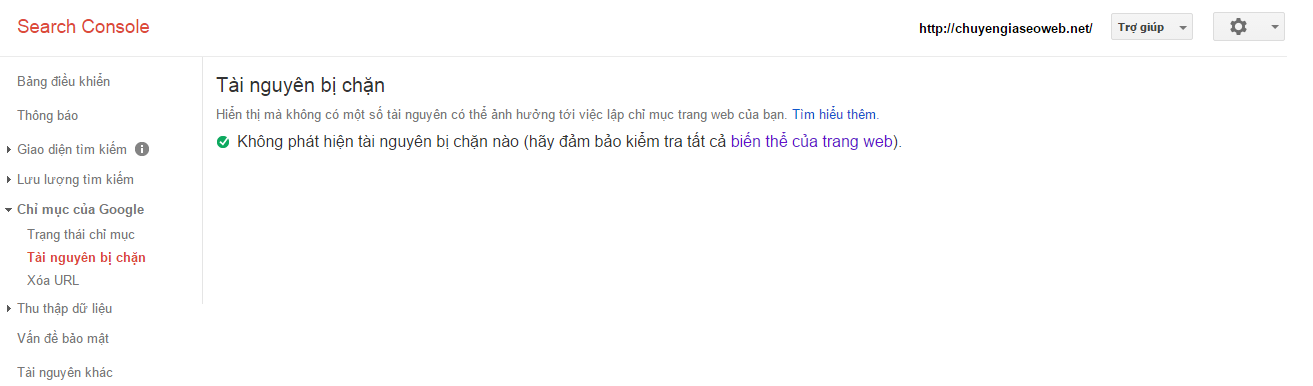 Search Console
http://chuyengiaseoweb.net/
Trợ giúp
Bảng điều khiển
Thông báo
Giao diện tìm kiếm
Lưu lượng tìm kiếm
Chỉ mục của Google
Trạng thái chỉ mục
Tài nguyên bị chặn
Xóa URL
Thu thập dữ liệu
Vấn đề bảo mật
Tài nguyên khác
Tài nguyên bị chặn
Hiển thị mà không có một số tài nguyên có thể ảnh hưởng tới việc lập chỉ mục trang web của bạn. Tìm hiểu thêm.
Không phát hiện tài nguyên bị chặn nào (hãy đảm bảo kiểm tra tất cả biến thể của trang web).